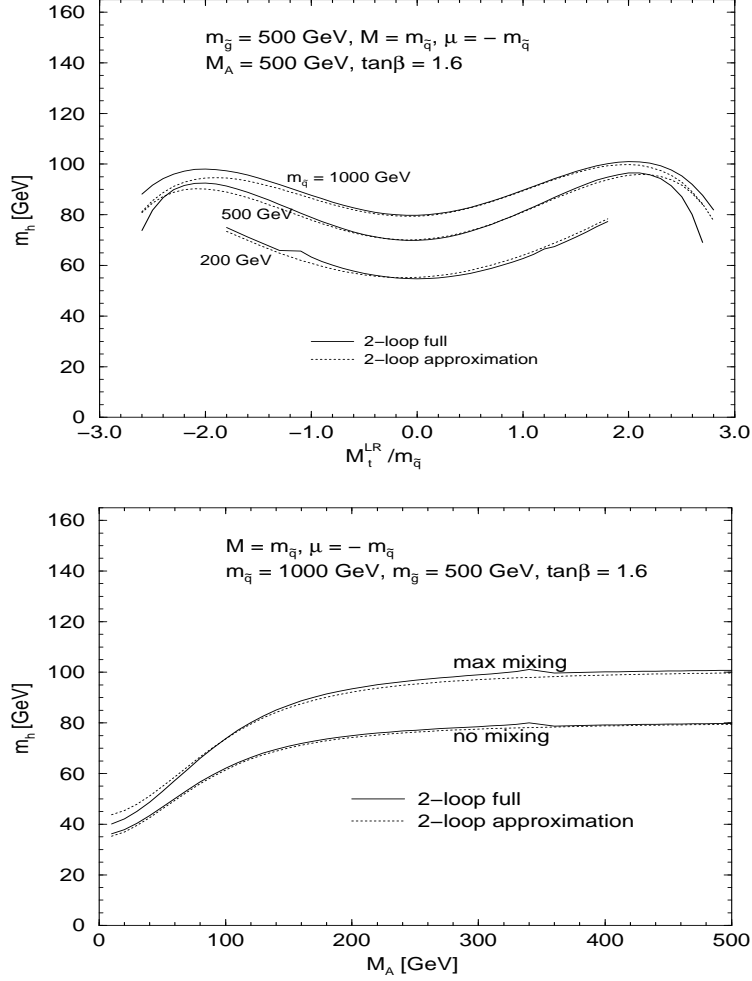 160
140
120
100
80
60
40
20
0
m_h [GeV]
m_g̃ = 500 GeV, M = m_q̃, μ = − m_q̃
M_A = 500 GeV, tanβ = 1.6
m_q̃ = 1000 GeV
500 GeV
200 GeV
2−loop full
2−loop approximation
−3.0 −2.0 −1.0 0.0 1.0 2.0 3.0
M_t^LR /m_q̃
160
140
120
100
80
60
40
20
0
m_h [GeV]
M = m_q̃, μ = − m_q̃
m_q̃ = 1000 GeV, m_g̃ = 500 GeV, tanβ = 1.6
max mixing
no mixing
2−loop full
2−loop approximation
0 100 200 300 400 500
M_A [GeV]